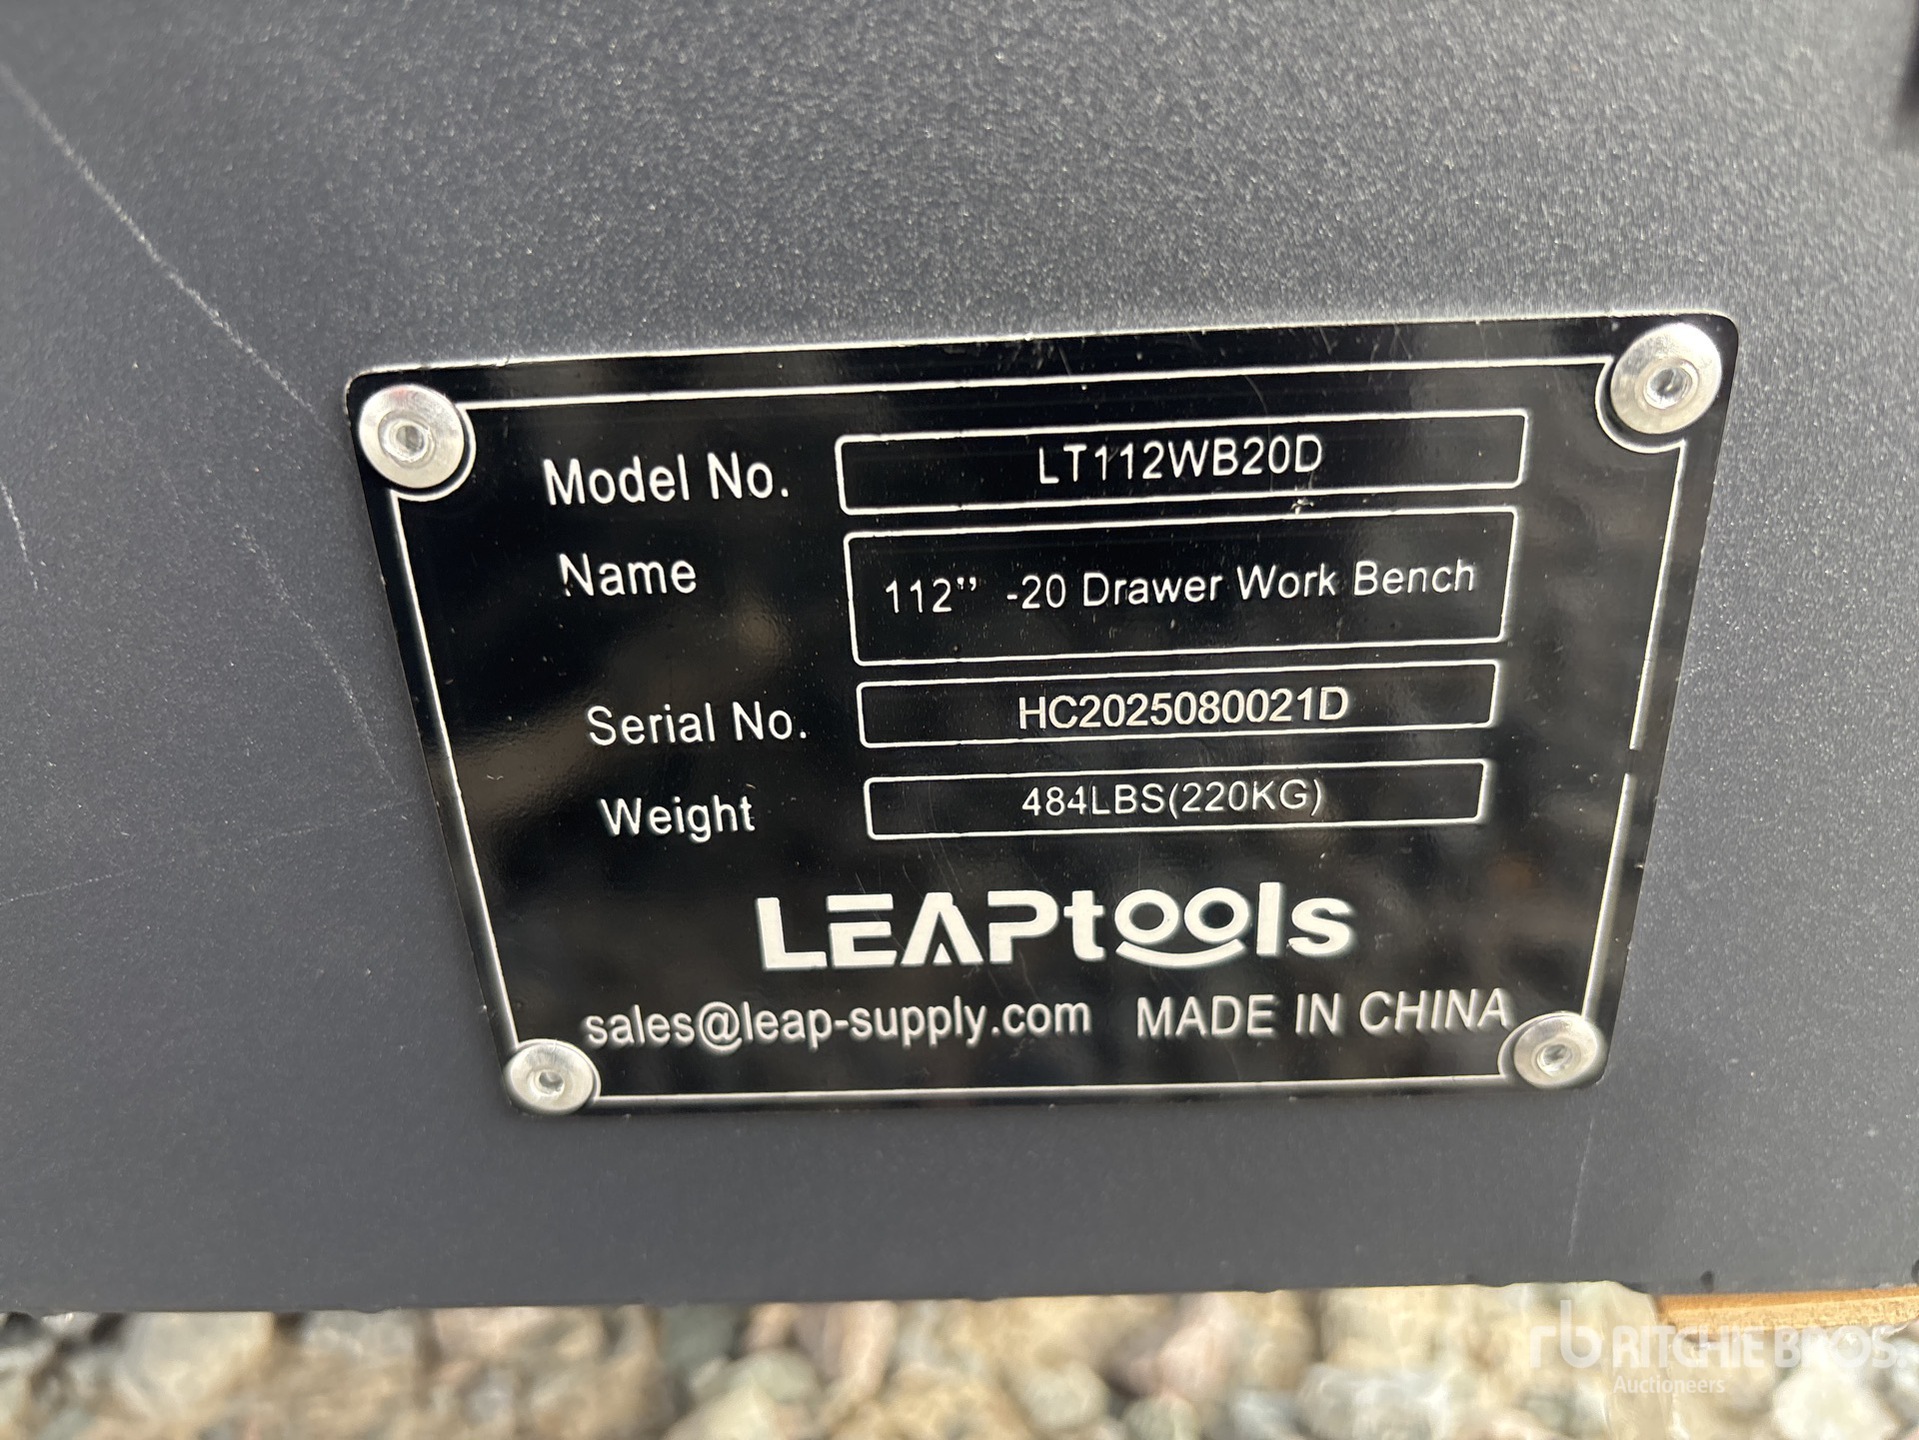 Model No. LT112WB20D
Name 112” -20 Drawer Work Bench
Serial No. HC2025080021D
Weight 484LBS(220KG)
LEAPtools
sales@leap-supply.com MADE IN CHINA
rb RITCHIE BROS.
Auctioneers